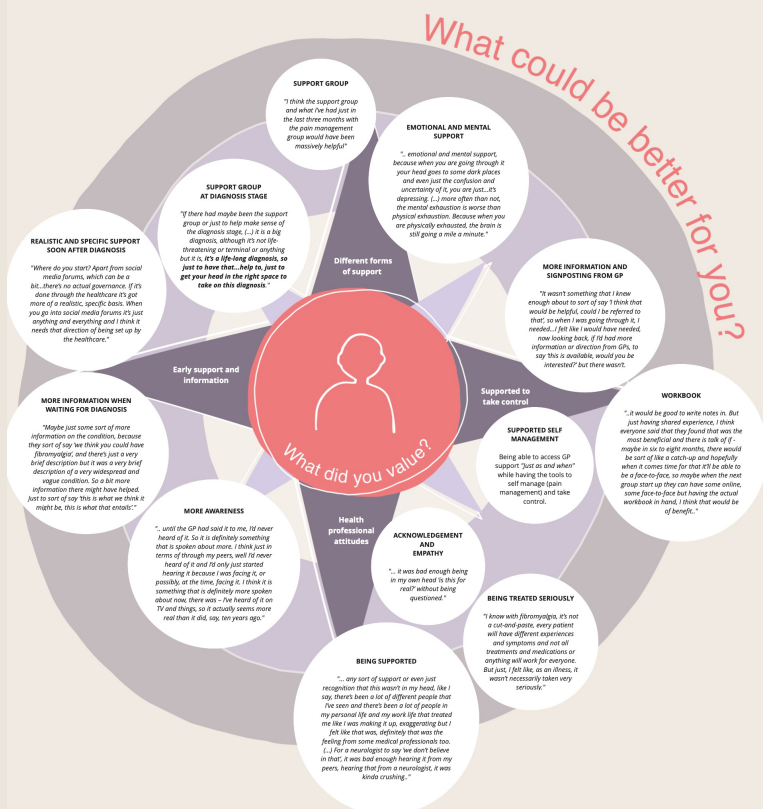 What could be better for you?
SUPPORT GROUP
"I think the support group
and what I've had just in
the last three months with
the pain management
group would have been
massively helpful"
EMOTIONAL AND MENTAL
SUPPORT
".. emotional and mental support,
because when you are going through it
your head goes to some dark places
and even just the confusion and
uncertainty of it, you are just...it's
depressing. (...) more often than not,
the mental exhaustion is worse than
physical exhaustion. Because when you
are physically exhausted, the brain is
still going a mile a minute."
SUPPORT GROUP
AT DIAGNOSIS STAGE
"If there had maybe been the support
group or just to help make sense of
the diagnosis stage, (...) it is a big
diagnosis, although it's not life-
threatening or terminal or anything
but it is, it's a life-long diagnosis, so
just to have that...help to, just to
get your head in the right space to
take on this diagnosis."
REALISTIC AND SPECIFIC SUPPORT
SOON AFTER DIAGNOSIS
"Where do you start? Apart from social
media forums, which can be a
bit...there's no actual governance. If it's
done through the healthcare it's got
more of a realistic, specific basis. When
you go into social media forums it's just
anything and everything and I think it
needs that direction of being set up by
the healthcare."
Different forms
of support
MORE INFORMATION AND
SIGNPOSTING FROM GP
"It wasn't something that I knew
enough about to sort of say 'I think that
would be helpful, could I be referred to
that', so when I was going through it, I
needed...I felt like I would have needed,
now looking back, if I'd had more
information or direction from GPs, to
say 'this is available, would you be
interested?' but there wasn't.
Early support and
information
Supported to
take control
What did you value?
MORE INFORMATION WHEN
WAITING FOR DIAGNOSIS
"Maybe just some sort of more
information on the condition, because
they sort of say 'we think you could have
fibromyalgia', and there's just a very
brief description but it was a very brief
description of a very widespread and
vague condition. So a bit more
information there might have helped.
Just to sort of say 'this is what we think it
might be, this is what that entails'."
WORKBOOK
"..it would be good to write notes in. But
just having shared experience, I think
everyone said that they found that was the
most beneficial and there is talk of if -
maybe in six to eight months, there would
be sort of like a catch-up and hopefully
when it comes time for that it'll be able to
be a face-to-face, so maybe when the next
group start up they can have some online,
some face-to-face but having the actual
workbook in hand, I think that would be
of benefit.."
SUPPORTED SELF
MANAGEMENT
Being able to access GP
support "Just as and when"
while having the tools to
self manage (pain
management) and take
control.
MORE AWARENESS
".. until the GP had said it to me, I'd never
heard of it. So it is definitely something
that is spoken about more. I think just in
terms of through my peers, well I'd never
heard of it and I'd only just started
hearing it because I was facing it, or
possibly, at the time, facing it. I think it is
something that is definitely more spoken
about now, there was – I've heard of it on
TV and things, so it actually seems more
real than it did, say, ten years ago."
Health
professional
attitudes
ACKNOWLEDGEMENT
AND
EMPATHY
"... it was bad enough being
in my own head 'Is this for
real?' without being
questioned."
BEING TREATED SERIOUSLY
"I know with fibromyalgia, it's not
a cut-and-paste, every patient
will have different experiences
and symptoms and not all
treatments and medications or
anything will work for everyone.
But just, I felt like, as an illness, it
wasn't necessarily taken very
seriously."
BEING SUPPORTED
"... any sort of support or even just
recognition that this wasn't in my head, like I
say, there's been a lot of different people that
I've seen and there's been a lot of people in
my personal life and my work life that treated
me like I was making it up, exaggerating but I
felt like that was, definitely that was the
feeling from some medical professionals too.
(...) For a neurologist to say 'we don't believe
in that', it was bad enough hearing it from my
peers, hearing that from a neurologist, it was
kinda crushing.."